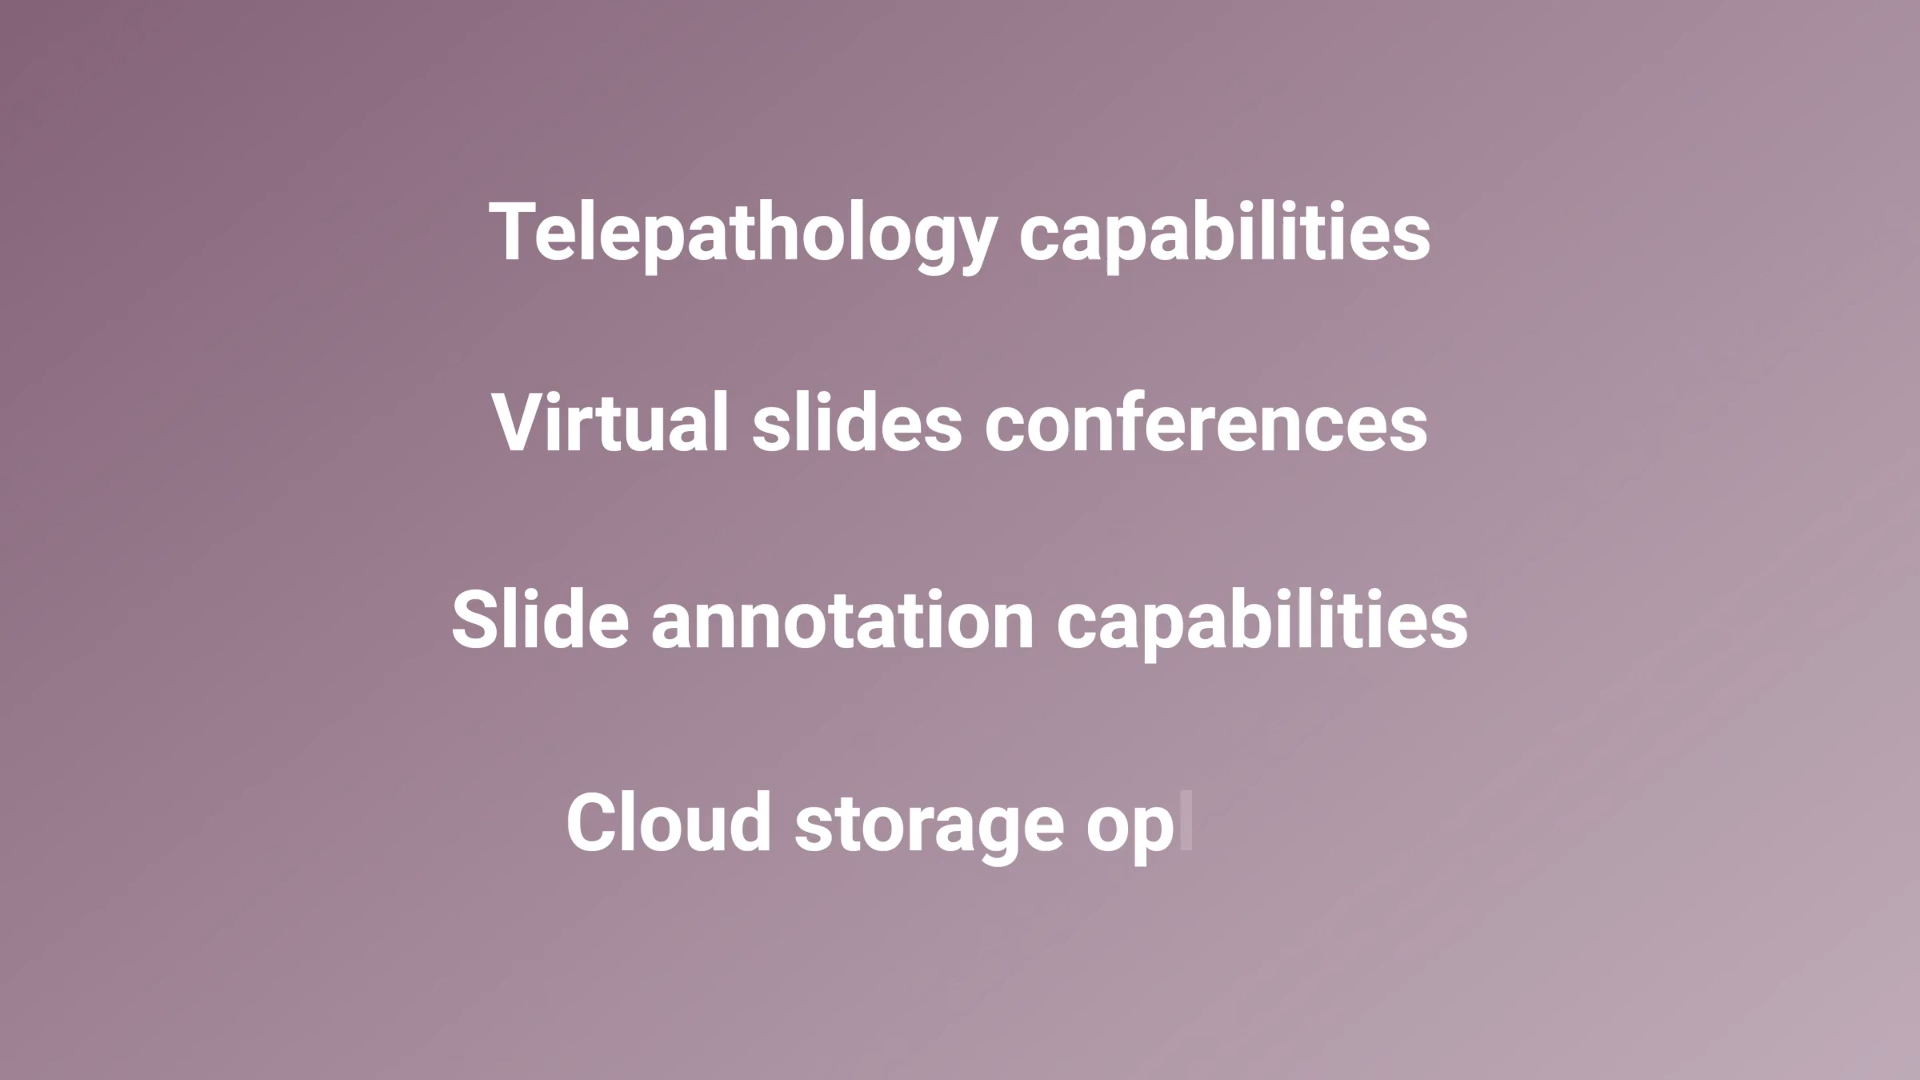 Telepathology capabilities
Virtual slides conferences
Slide annotation capabilities
Cloud storage op